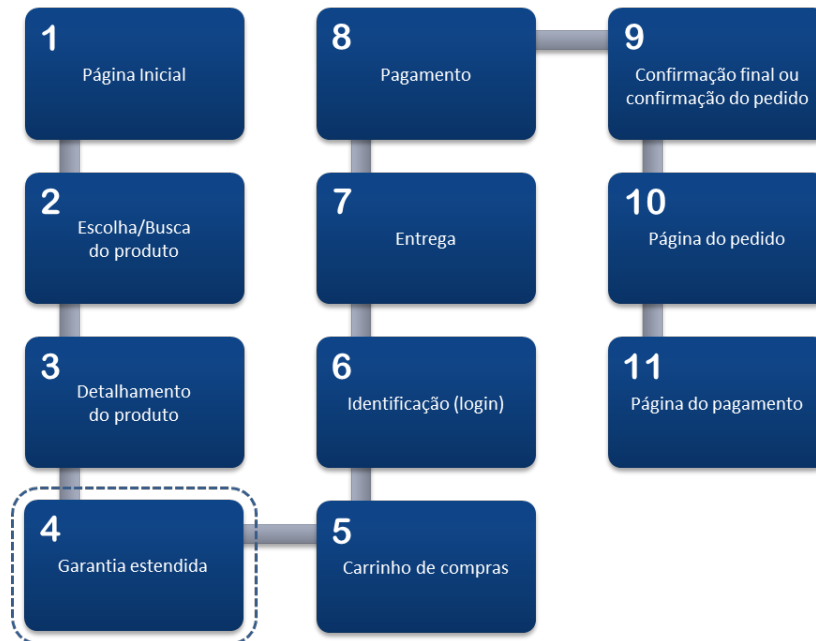 1
Página Inicial
2
Escolha/Busca
do produto
3
Detalhamento
do produto
4
Garantia estendida
5
Carrinho de compras
6
Identificação (login)
7
Entrega
8
Pagamento
9
Confirmação final ou
confirmação do pedido
10
Página do pedido
11
Página do pagamento